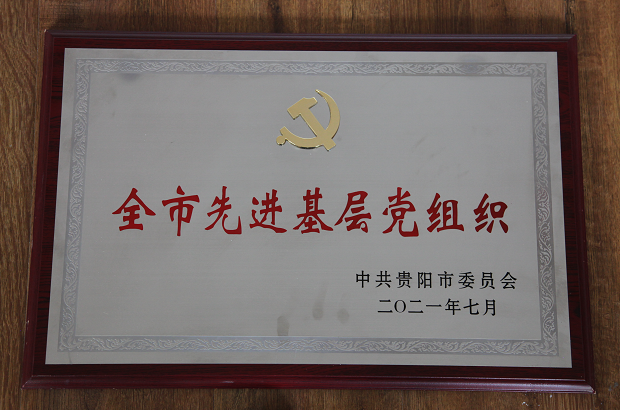 全市先进基层党组织
中共贵阳市委员会
二〇二一年七月